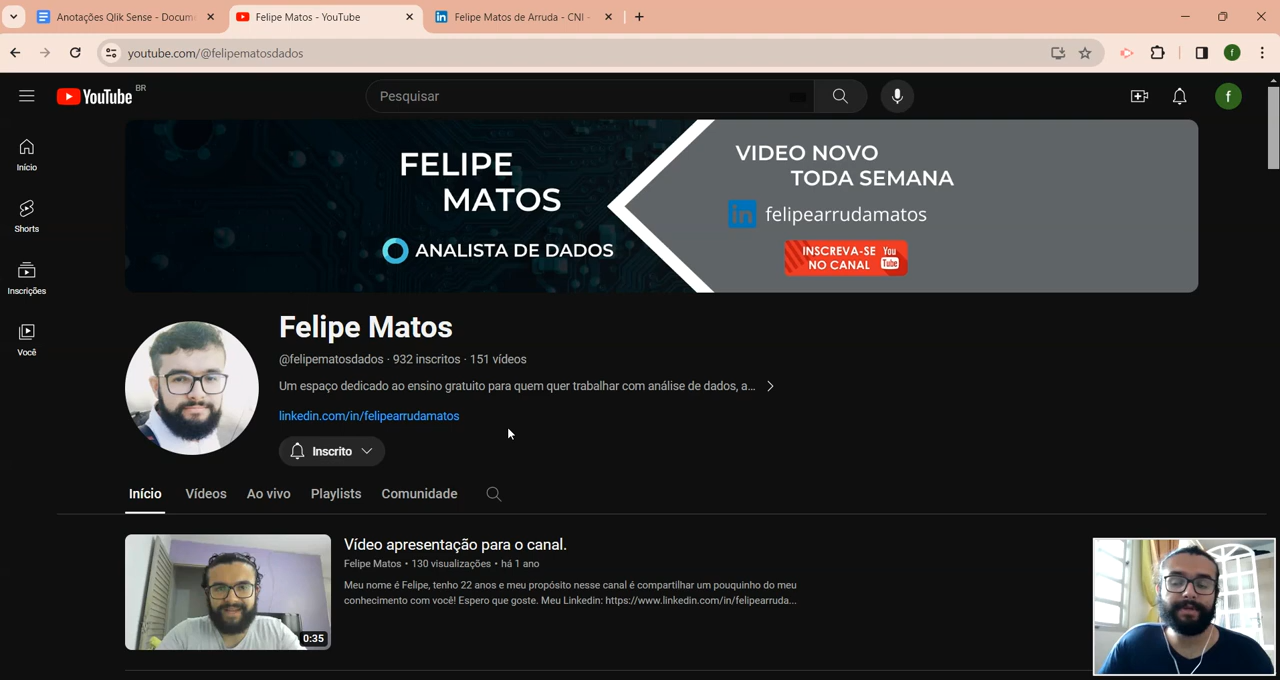 Anotações Qlik Sense - Docum
Felipe Matos - YouTube
Felipe Matos de Arruda - CNI -
youtube.com/@felipematosdados
f
YouTube BR
Pesquisar
f
Início
Shorts
Inscrições
Você
FELIPE
MATOS
ANALISTA DE DADOS
VIDEO NOVO
TODA SEMANA
in felipearrudamatos
INSCREVA-SE
NO CANAL
You
Tube
Felipe Matos
@felipematosdados · 932 inscritos · 151 vídeos
Um espaço dedicado ao ensino gratuito para quem quer trabalhar com análise de dados, a...
linkedin.com/in/felipearrudamatos
Inscrito
Início Vídeos Ao vivo Playlists Comunidade
0:35
Vídeo apresentação para o canal.
Felipe Matos • 130 visualizações • há 1 ano
Meu nome é Felipe, tenho 22 anos e meu propósito nesse canal é compartilhar um pouquinho do meu
conhecimento com você! Espero que goste. Meu Linkedin: https://www.linkedin.com/in/felipearruda...